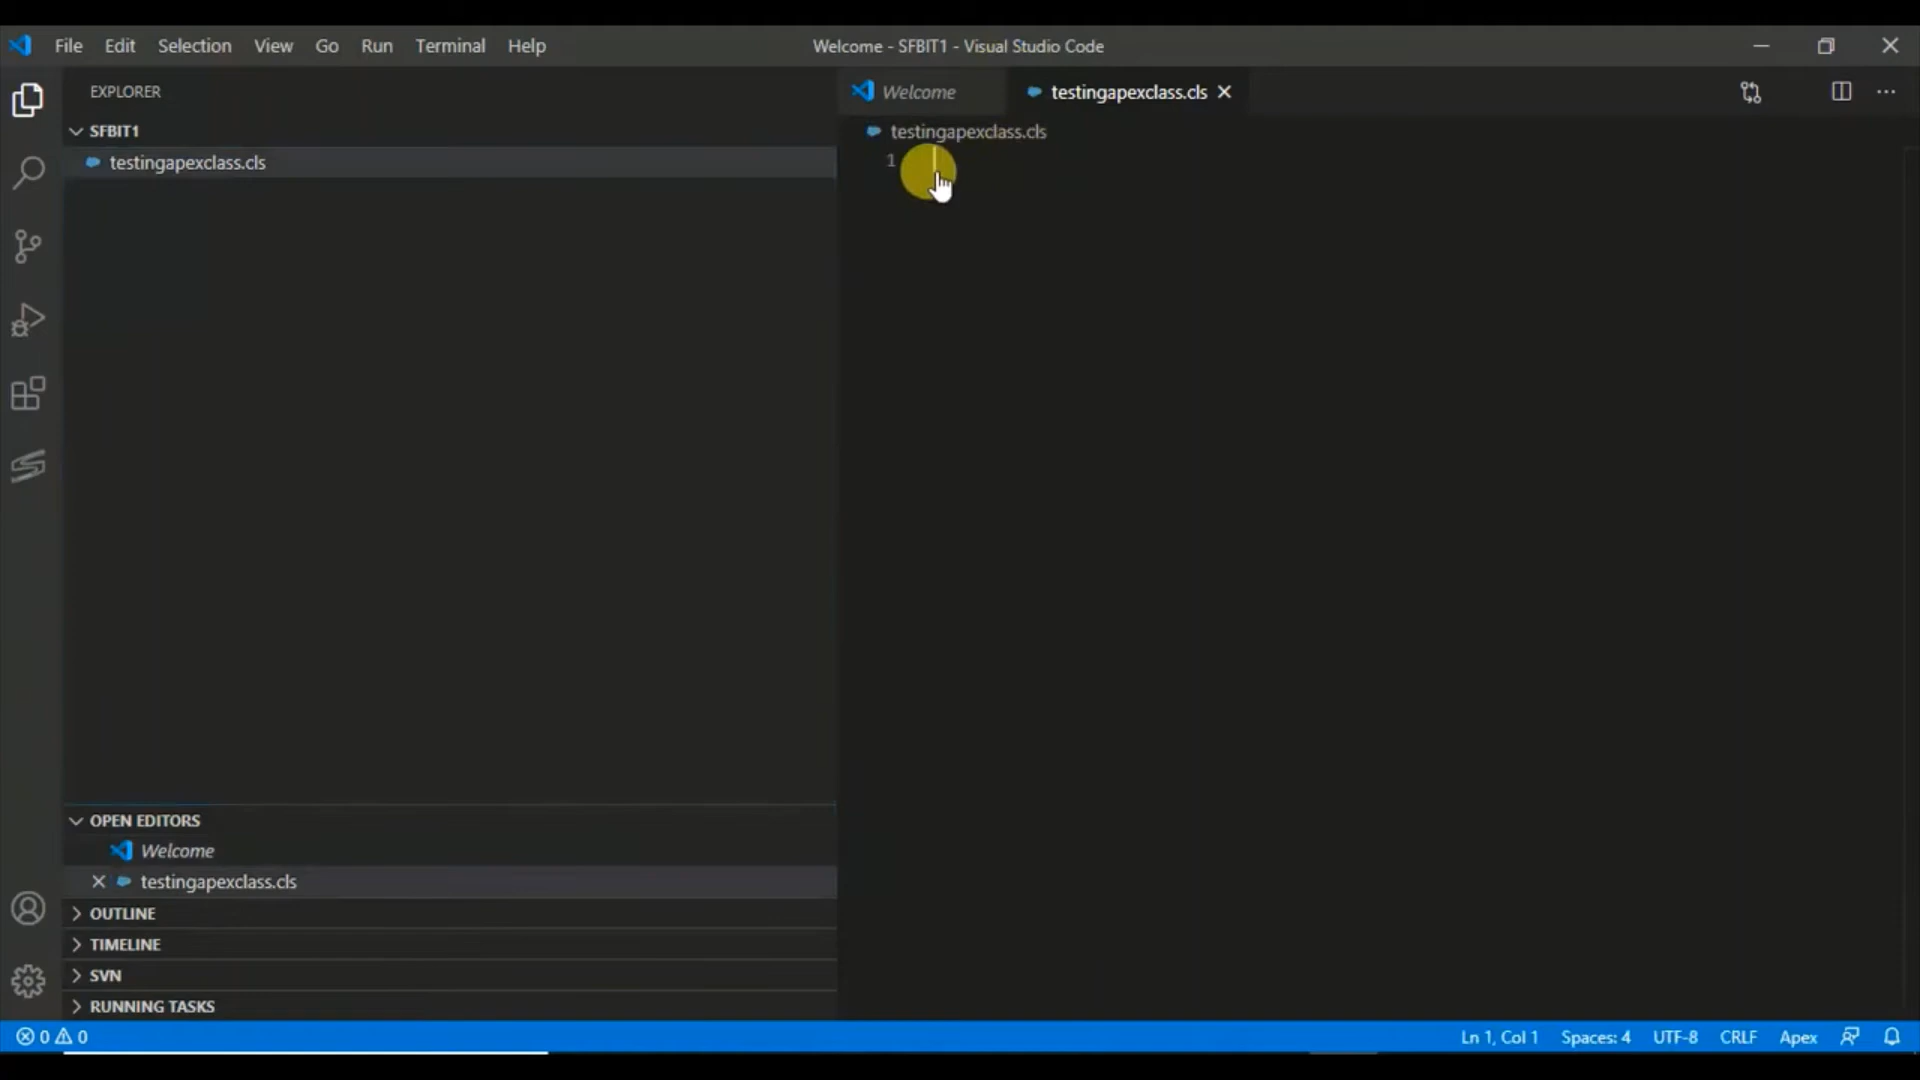 File Edit Selection View Go Run Terminal Help
Welcome - SFBIT1 - Visual Studio Code
EXPLORER
SFBIT1
testingapexclass.cls
Welcome
testingapexclass.cls
testingapexclass.cls
1
OPEN EDITORS
Welcome
testingapexclass.cls
OUTLINE
TIMELINE
SVN
RUNNING TASKS
0 0
Ln 1, Col 1 Spaces: 4 UTF-8 CRLF Apex